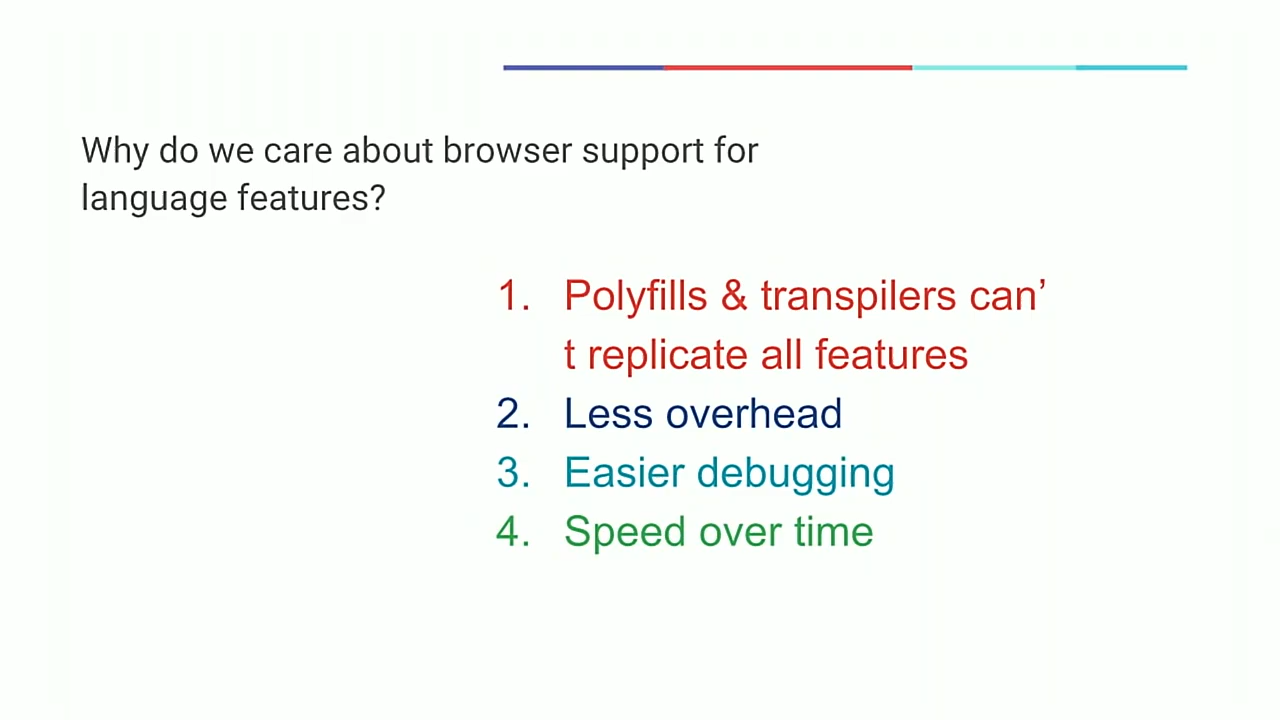 Why do we care about browser support for
language features?
1. Polyfills & transpilers can’
t replicate all features
2. Less overhead
3. Easier debugging
4. Speed over time